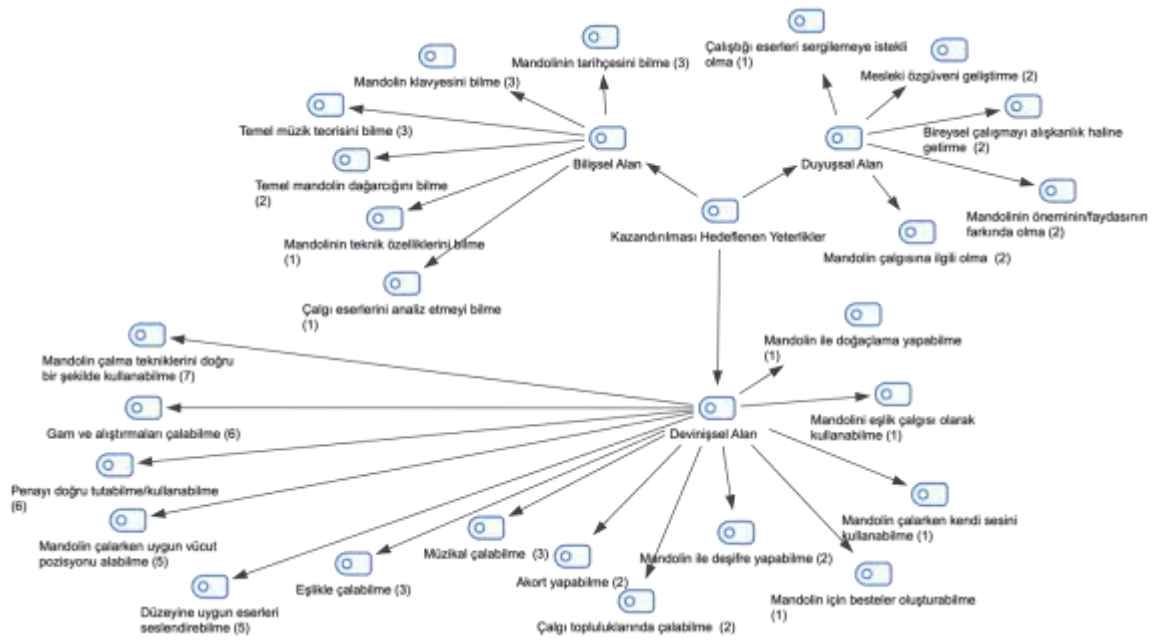 Çalıştığı eserleri sergilemeye istekli
olma (1)
Mandolinin tarihçesini bilme (3)
Mesleki özgüveni geliştirme (2)
Mandolin klavyesini bilme (3)
Temel müzik teorisini bilme (3)
Bireysel çalışmayı alışkanlık haline
getirme (2)
Bilişsel Alan
Duyuşsal Alan
Temel mandolin dağarcığını bilme
(2)
Mandolinin öneminin/faydasının
farkında olma (2)
Kazandırılması Hedeflenen Yeterlikler
Mandolinin teknik özelliklerini bilme
(1)
Mandolin çalgısına ilgili olma (2)
Çalgı eserlerini analiz etmeyi bilme
(1)
Mandolin ile doğaçlama yapabilme
(1)
Mandolin çalma tekniklerini doğru
bir şekilde kullanabilme (7)
Mandolini eşlik çalgısı olarak
kullanabilme (1)
Gam ve alıştırmaları çalabilme (6)
Devinişsel Alan
Penayı doğru tutabilme/kullanabilme
(6)
Mandolin çalarken kendi sesini
kullanabilme (1)
Mandolin çalarken uygun vücut
pozisyonu alabilme (5)
Müzikal çalabilme (3)
Mandolin ile deşifre yapabilme (2)
Akort yapabilme (2)
Eşlikle çalabilme (3)
Mandolin için besteler oluşturabilme
(1)
Düzeyine uygun eserleri
seslendirebilme (5)
Çalgı topluluklarında çalabilme (2)